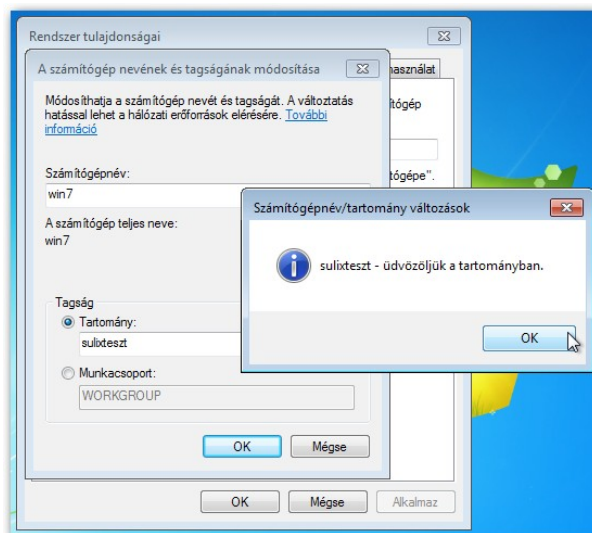 Rendszer tulajdonságai
A számítógép nevének és tagságának módosítása
használat
Módosíthatja a számítógép nevét és tagságát. A változtatás
hatással lehet a hálózati erőforrások elérésére. További
információ
ítógép
Számítógépnév:
tógépe".
win7
A számítógép teljes neve:
win7
Számítógépnév/tartomány változások
sulixteszt - üdvözöljük a tartományban.
OK
Tagság
Tartomány:
sulixteszt
Munkacsoport:
WORKGROUP
OK
Mégse
OK
Mégse
Alkalmaz